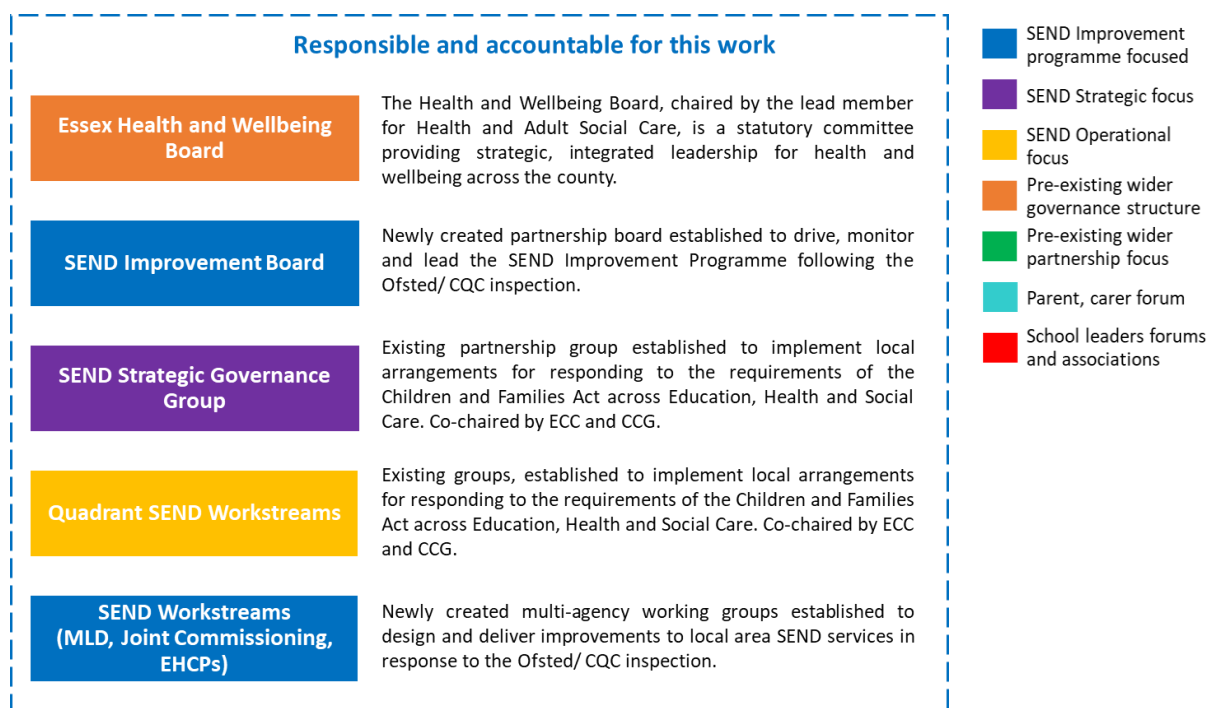 Responsible and accountable for this work
Essex Health and Wellbeing
Board
The Health and Wellbeing Board, chaired by the lead member
for Health and Adult Social Care, is a statutory committee
providing strategic, integrated leadership for health and
wellbeing across the county.
SEND Improvement Board
Newly created partnership board established to drive, monitor
and lead the SEND Improvement Programme following the
Ofsted/ CQC inspection.
SEND Strategic Governance
Group
Existing partnership group established to implement local
arrangements for responding to the requirements of the
Children and Families Act across Education, Health and Social
Care. Co-chaired by ECC and CCG.
Quadrant SEND Workstreams
Existing groups, established to implement local arrangements
for responding to the requirements of the Children and Families
Act across Education, Health and Social Care. Co-chaired by ECC
and CCG.
SEND Workstreams
(MLD, Joint Commissioning,
EHCPs)
Newly created multi-agency working groups established to
design and deliver improvements to local area SEND services in
response to the Ofsted/ CQC inspection.
SEND Improvement
programme focused
SEND Strategic focus
SEND Operational
focus
Pre-existing wider
governance structure
Pre-existing wider
partnership focus
Parent, carer forum
School leaders forums
and associations